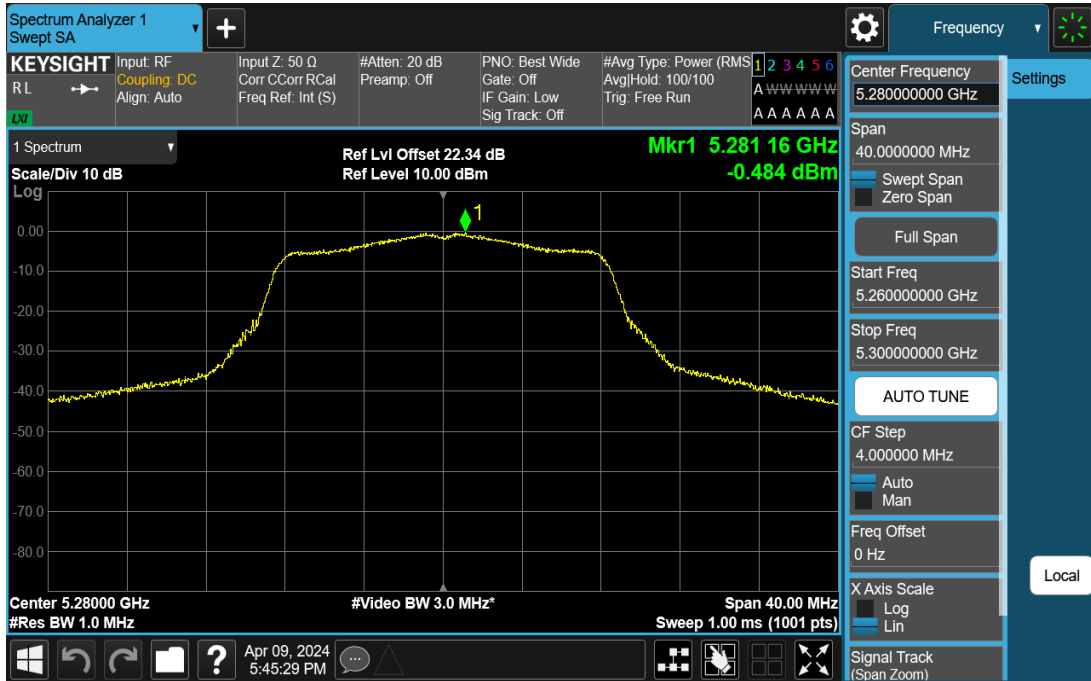 Spectrum Analyzer 1
Swept SA
+
Frequency
KEYSIGHT
RL
LXI
Input: RF
Coupling: DC
Align: Auto
Input Z: 50 Ω
Corr CCorr RCal
Freq Ref: Int (S)
#Atten: 20 dB
Preamp: Off
PNO: Best Wide
Gate: Off
IF Gain: Low
Sig Track: Off
#Avg Type: Power (RMS
Avg|Hold: 100/100
Trig: Free Run
1 2 3 4 5 6
A W W W W W
A A A A A A
1 Spectrum
Scale/Div 10 dB
Ref Lvl Offset 22.34 dB
Ref Level 10.00 dBm
Mkr1 5.281 16 GHz
-0.484 dBm
Log
1
0.00
-10.0
-20.0
-30.0
-40.0
-50.0
-60.0
-70.0
-80.0
Center 5.28000 GHz
#Video BW 3.0 MHz*
Span 40.00 MHz
#Res BW 1.0 MHz
Sweep 1.00 ms (1001 pts)
?
Apr 09, 2024
5:45:29 PM
...
Center Frequency
5.280000000 GHz
Settings
Span
40.0000000 MHz
Swept Span
Zero Span
Full Span
Start Freq
5.260000000 GHz
Stop Freq
5.300000000 GHz
AUTO TUNE
CF Step
4.000000 MHz
Auto
Man
Freq Offset
0 Hz
X Axis Scale
Log
Lin
Signal Track
(Span Zoom)
Local